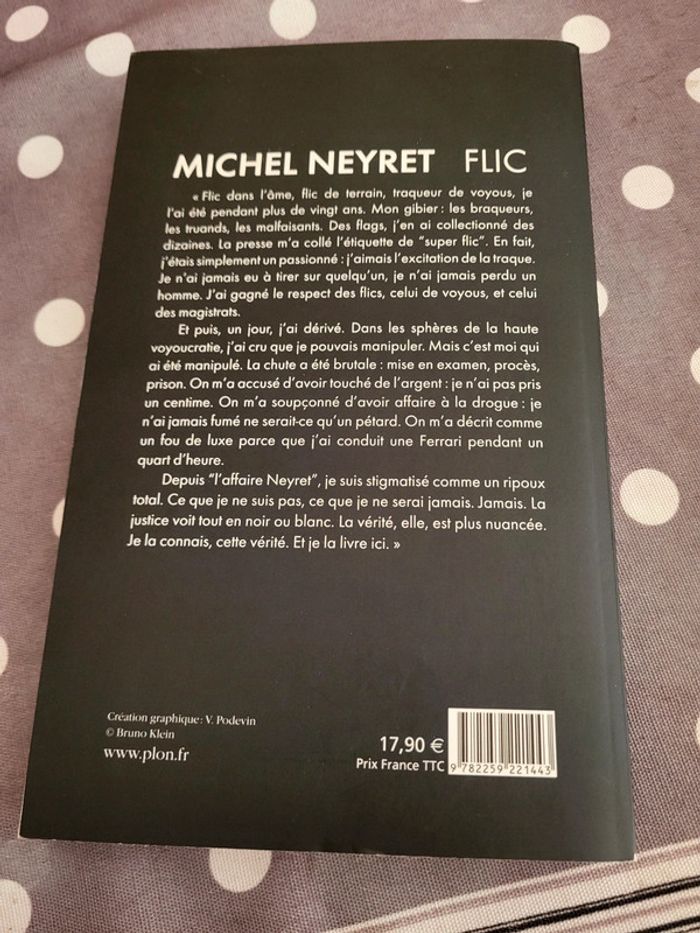 MICHEL NEYRET FLIC
« Flic dans l'âme, flic de terrain, traqueur de voyous, je
l'ai été pendant plus de vingt ans. Mon gibier : les braqueurs,
les truands, les malfaisants. Des flags, j'en ai collectionné des
dizaines. La presse m'a collé l'étiquette de "super flic". En fait,
j'étais simplement un passionné : j'aimais l'excitation de la traque.
Je n'ai jamais eu à tirer sur quelqu'un, je n'ai jamais perdu un
homme. J'ai gagné le respect des flics, celui de voyous, et celui
des magistrats.
Et puis, un jour, j'ai dérivé. Dans les sphères de la haute
voyoucratie, j'ai cru que je pouvais manipuler. Mais c'est moi qui
ai été manipulé. La chute a été brutale : mise en examen, procès,
prison. On m'a accusé d'avoir touché de l'argent : je n'ai pas pris
un centime. On m'a soupçonné d'avoir affaire à la drogue : je
n'ai jamais fumé ne serait-ce qu'un pétard. On m'a décrit comme
un fou de luxe parce que j'ai conduit une Ferrari pendant un
quart d'heure.
Depuis "l'affaire Neyret", je suis stigmatisé comme un ripoux
total. Ce que je ne suis pas, ce que je ne serai jamais. Jamais. La
justice voit tout en noir ou blanc. La vérité, elle, est plus nuancée.
Je la connais, cette vérité. Et je la livre ici. »
Création graphique : V. Podevin
© Bruno Klein
www.plon.fr
17,90 €
Prix France TTC
9 782259 221443